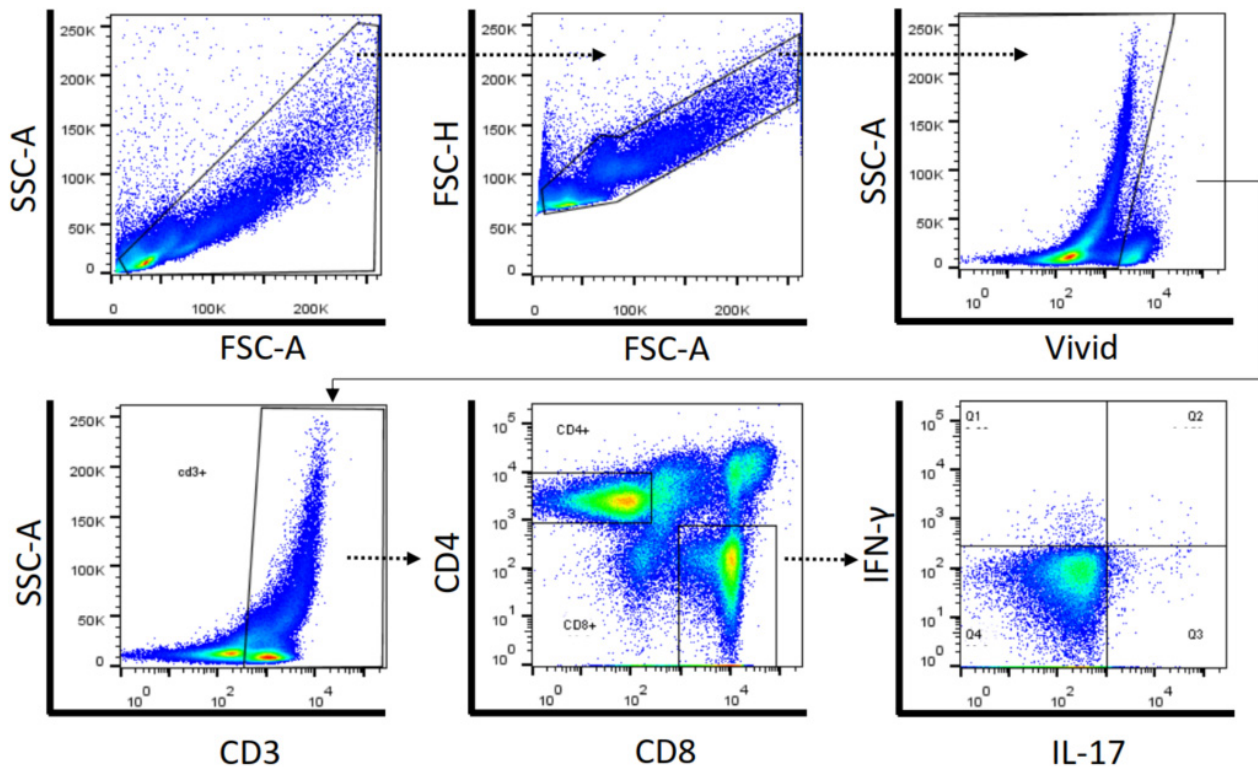 SSC-A
250K
200K
150K
100K
50K
0
0 100K 200K
FSC-A
FSC-H
250K
200K
150K
100K
50K
0
0 100K 200K
FSC-A
SSC-A
250K
200K
150K
100K
50K
0
10^0 10^2 10^4
Vivid
SSC-A
250K
200K
150K
100K
50K
0
cd3+
10^0 10^2 10^4
CD3
CD4
10^5
10^4
10^3
10^2
10^1
10^0
CD4+
CD8+
10^0 10^2 10^4
CD8
IFN-γ
10^5
10^4
10^3
10^2
10^1
10^0
Q1 Q2
Q4 Q3
10^0 10^2 10^4
IL-17